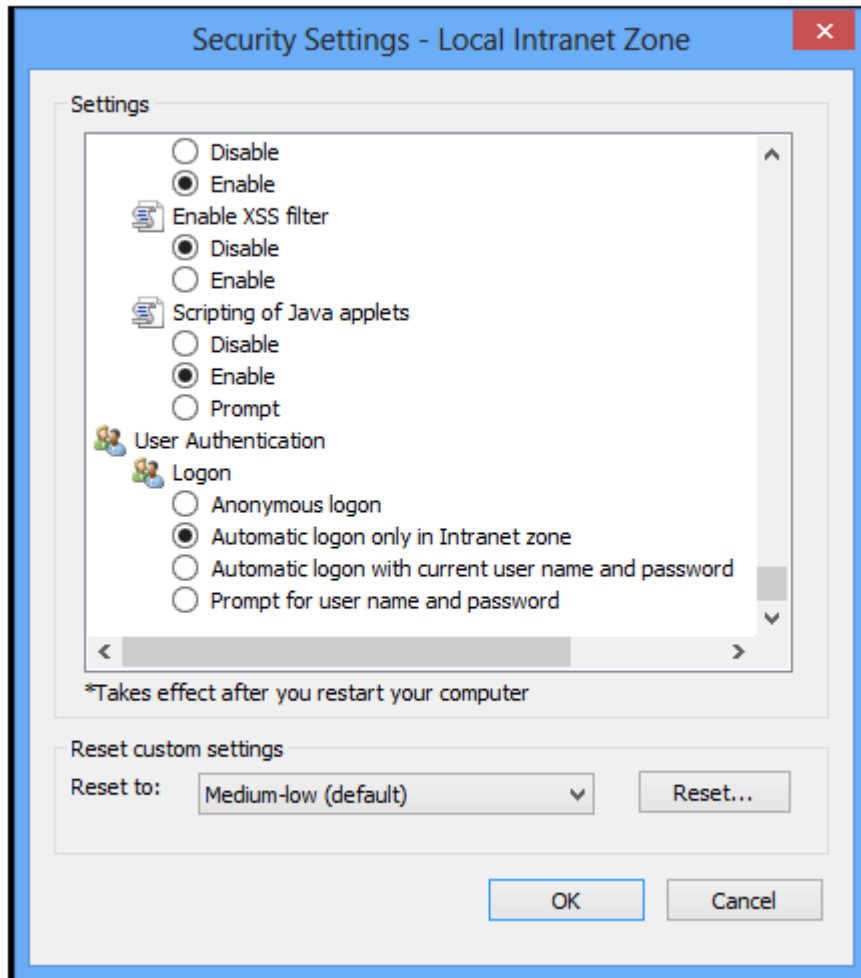 Security Settings - Local Intranet Zone
Settings
Disable
Enable
Enable XSS filter
Disable
Enable
Scripting of Java applets
Disable
Enable
Prompt
User Authentication
Logon
Anonymous logon
Automatic logon only in Intranet zone
Automatic logon with current user name and password
Prompt for user name and password
*Takes effect after you restart your computer
Reset custom settings
Reset to: Medium-low (default) Reset...
OK Cancel